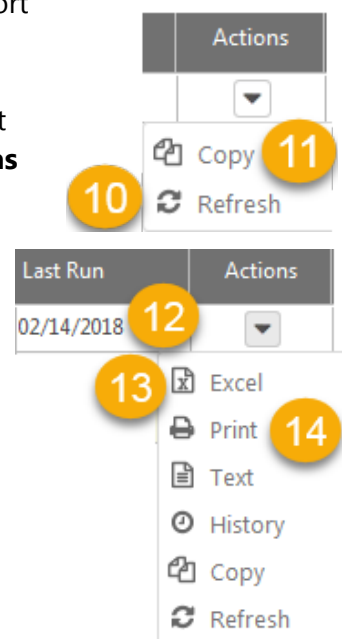 ort
Actions
t
Copy 11
ns
10 Refresh
Last Run Actions
02/14/2018 12
13 Excel
Print 14
Text
History
Copy
Refresh